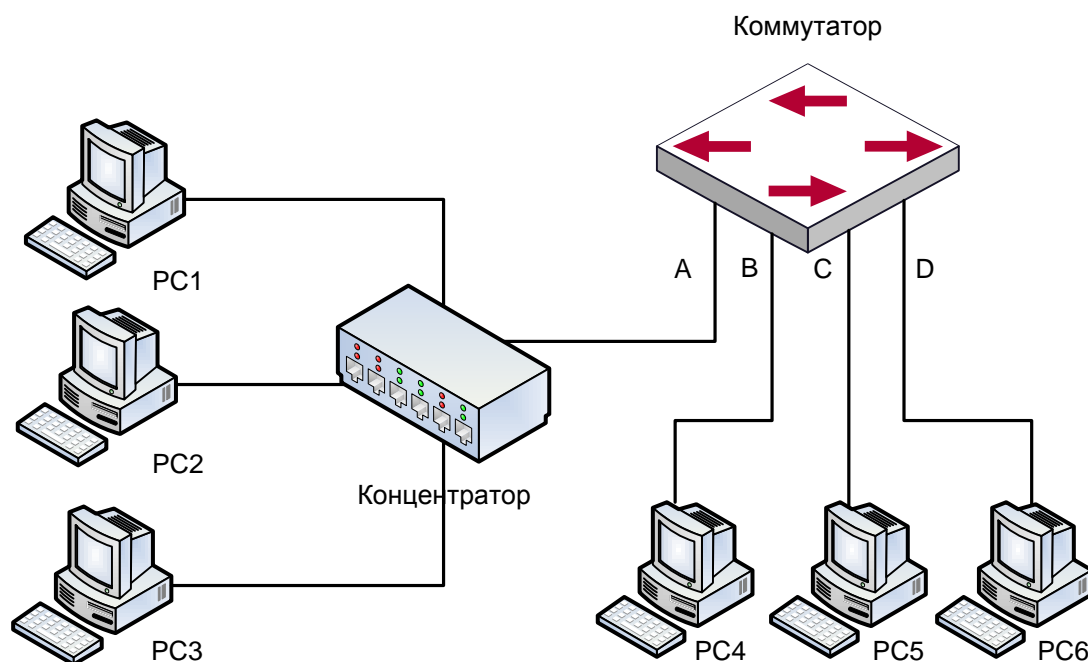 Коммутатор
A
B
C
D
PC1
PC2
Концентратор
PC3
PC4
PC5
PC6